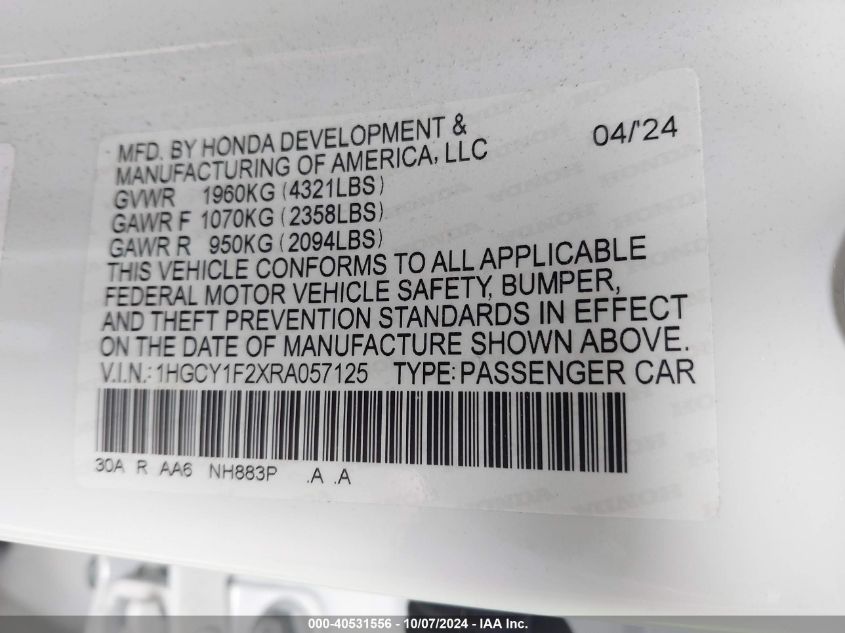 MFD. BY HONDA DEVELOPMENT &
MANUFACTURING OF AMERICA, LLC
04/'24
GVWR 1960KG (4321LBS)
GAWR F 1070KG (2358LBS)
GAWR R 950KG (2094LBS)
THIS VEHICLE CONFORMS TO ALL APPLICABLE
FEDERAL MOTOR VEHICLE SAFETY, BUMPER,
AND THEFT PREVENTION STANDARDS IN EFFECT
ON THE DATE OF MANUFACTURE SHOWN ABOVE.
V.I.N.: 1HGCY1F2XRA057125 TYPE: PASSENGER CAR
30A R AA6 NH883P .A .A
000-40531556 - 10/07/2024 - IAA Inc.